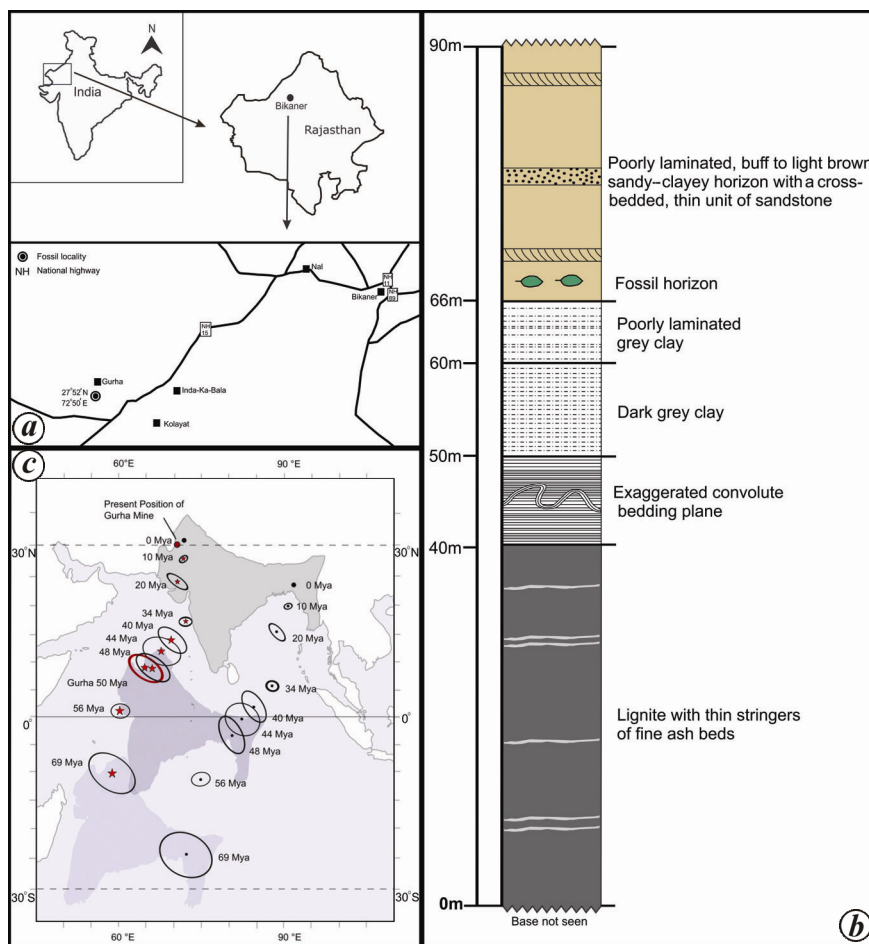 N
India
Bikaner
Rajasthan
Fossil locality
NH National highway
Nal
NH
11
Bikaner
NH
89
NH
15
Gurha
27°52'N
72°50'E
Inda-Ka-Bala
Kolayat
a
c
60°E
90°E
Present Position of
Gurha Mine
0 Mya
30°N
30°N
10 Mya
20 Mya
0 Mya
10 Mya
34 Mya
40 Mya
20 Mya
44 Mya
48 Mya
Gurha 50 Mya
34 Mya
56 Mya
0°
0°
40 Mya
44 Mya
48 Mya
69 Mya
56 Mya
69 Mya
30°S
30°S
60°E
90°E
90m
Poorly laminated, buff to light brown
sandy–clayey horizon with a cross-
bedded, thin unit of sandstone
Fossil horizon
66m
Poorly laminated
grey clay
60m
Dark grey clay
50m
Exaggerated convolute
bedding plane
40m
Lignite with thin stringers
of fine ash beds
0m
Base not seen
b